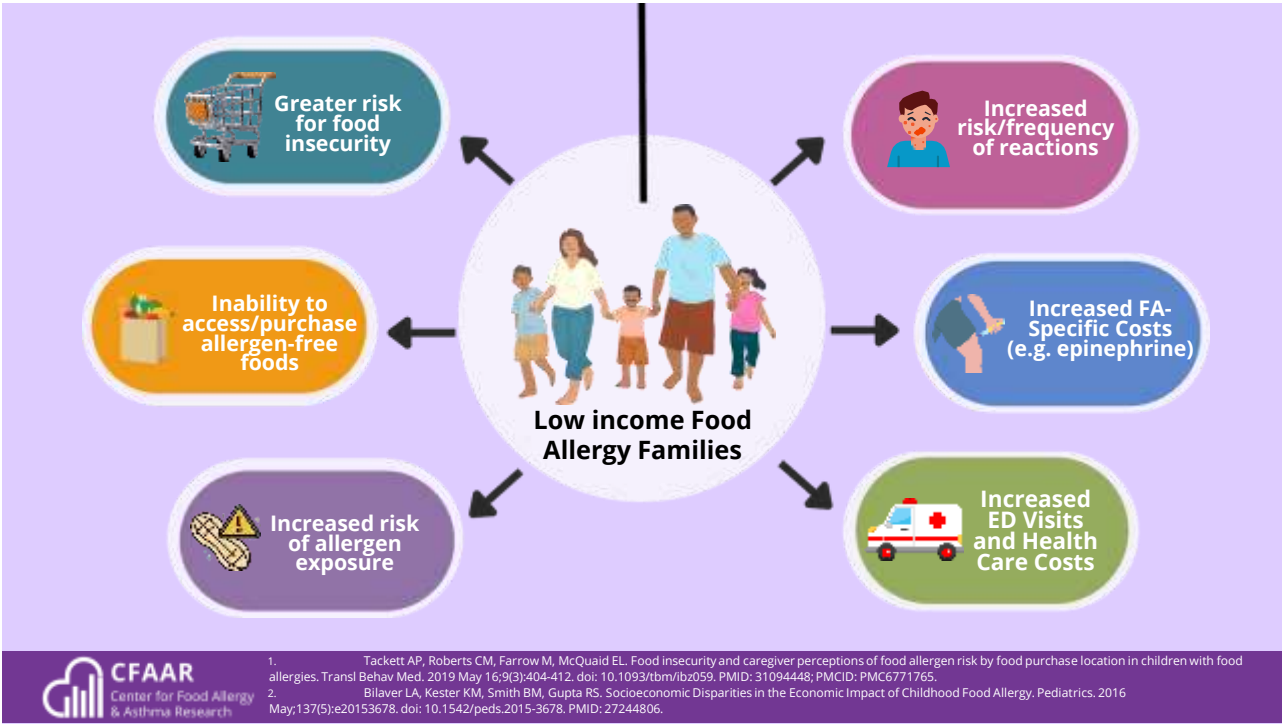 Greater risk
for food
insecurity
Increased
risk/frequency
of reactions
Inability to
access/purchase
allergen-free
foods
Increased FA-
Specific Costs
(e.g. epinephrine)
Low income Food
Allergy Families
Increased risk
of allergen
exposure
Increased
ED Visits
and Health
Care Costs
CFAAR
Center for Food Allergy
& Asthma Research
1. Tackett AP, Roberts CM, Farrow M, McQuaid EL. Food insecurity and caregiver perceptions of food allergen risk by food purchase location in children with food
allergies. Transl Behav Med. 2019 May 16;9(3):404-412. doi: 10.1093/tbm/ibz059. PMID: 31094448; PMCID: PMC6771765.
2. Bilaver LA, Kester KM, Smith BM, Gupta RS. Socioeconomic Disparities in the Economic Impact of Childhood Food Allergy. Pediatrics. 2016
May;137(5):e20153678. doi: 10.1542/peds.2015-3678. PMID: 27244806.